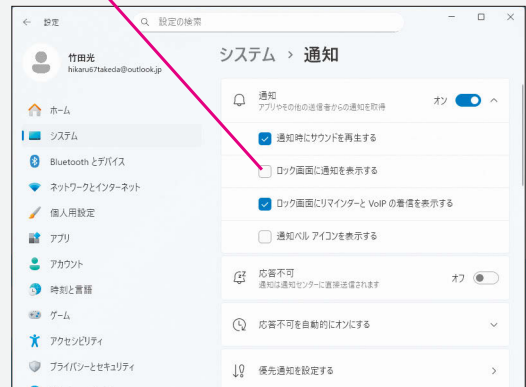 設定
設定の検索
竹田光
hikaru67takeda@outlook.jp
ホーム
システム
Bluetooth とデバイス
ネットワークとインターネット
個人用設定
アプリ
アカウント
時刻と言語
ゲーム
アクセシビリティ
プライバシーとセキュリティ
システム › 通知
通知
アプリやその他の送信者からの通知を取得
オン
通知時にサウンドを再生する
ロック画面に通知を表示する
ロック画面にリマインダーと VoIP の着信を表示する
通知ベル アイコンを表示する
応答不可
通知は通知センターに直接送信されます
オフ
応答不可を自動的にオンにする
優先通知を設定する